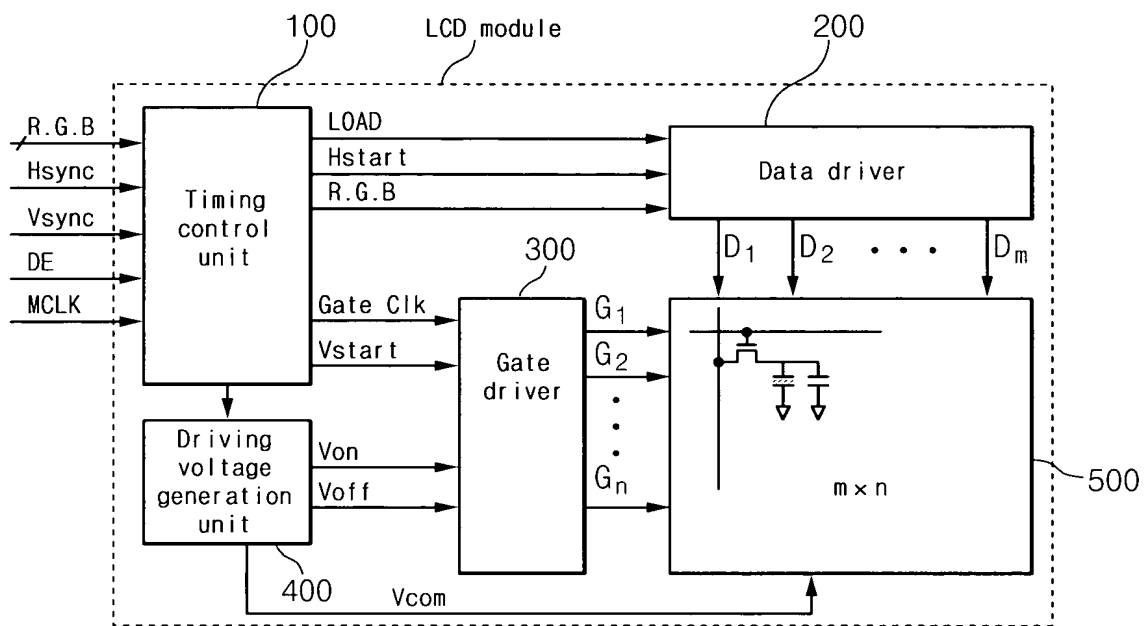 LCD module
100
200
R.G.B
Hsync
Vsync
DE
MCLK
Timing
control
unit
LOAD
Hstart
R.G.B
Data driver
D1
D2
Dm
300
Gate Clk
Vstart
Gate
driver
G1
G2
Gn
Driving
voltage
generation
unit
Von
Voff
m×n
500
400
Vcom